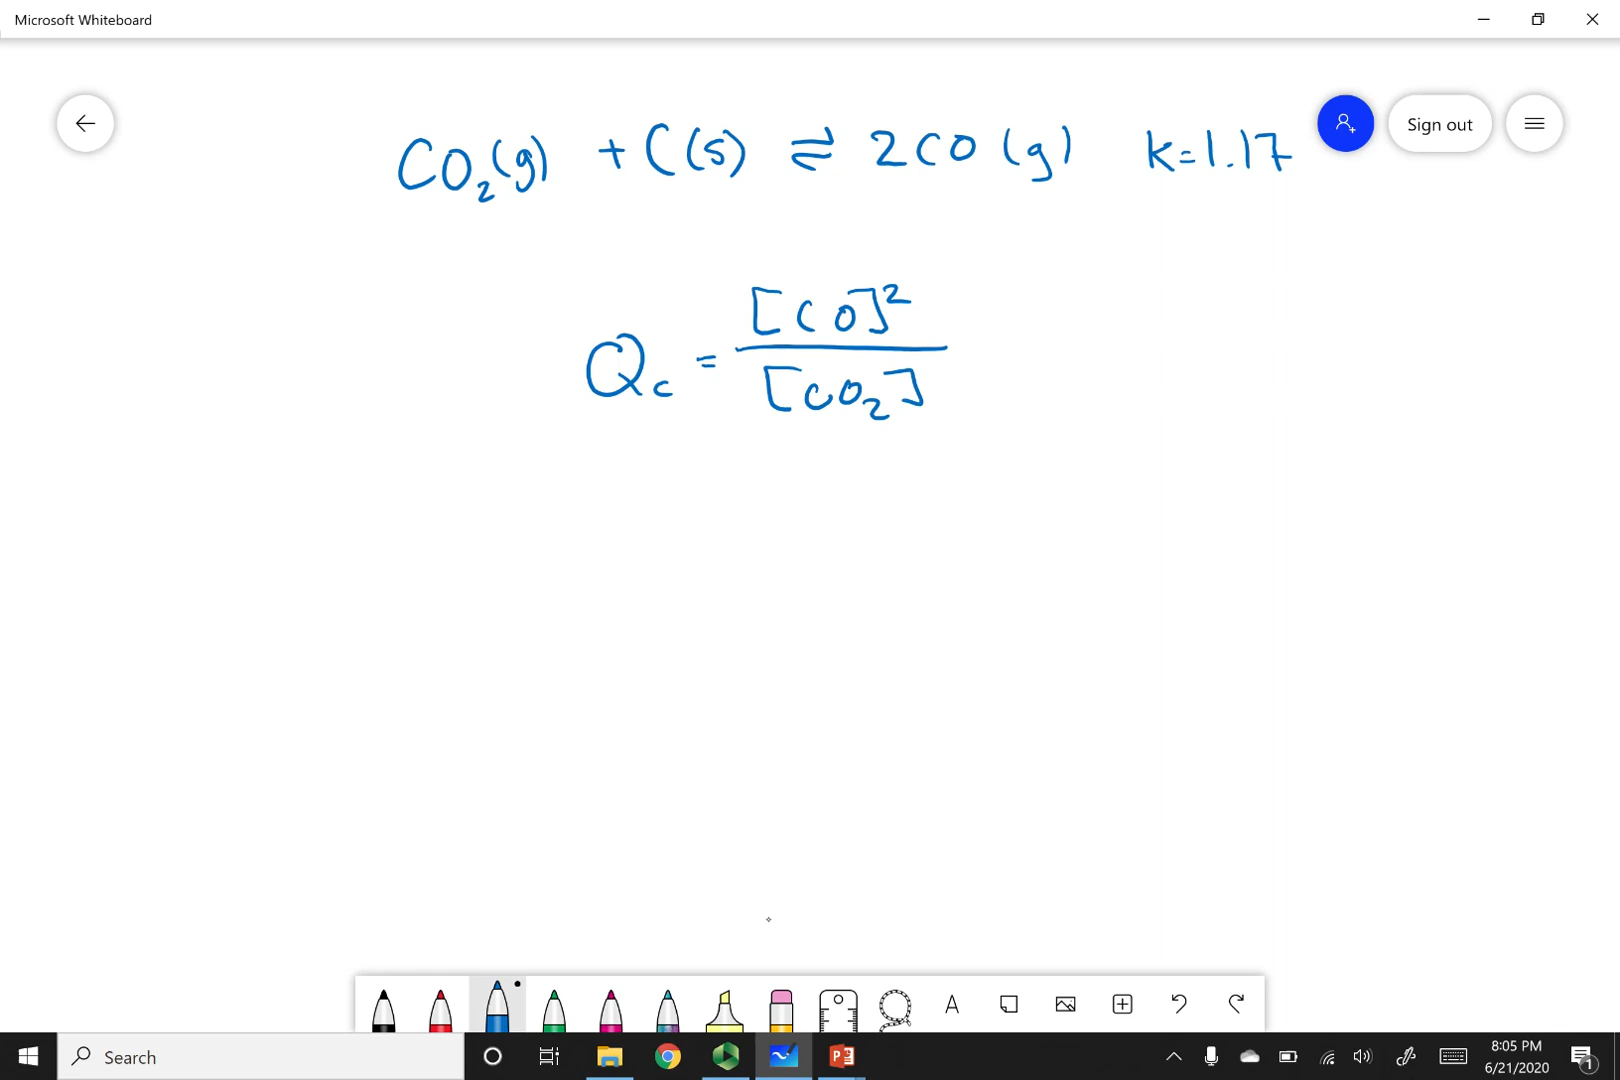 Microsoft Whiteboard
Sign out
CO₂(g) + C(s) ⇌ 2CO (g) K=1.17
Qc = [CO]² / [CO₂]
A
Search
8:05 PM
6/21/2020
1